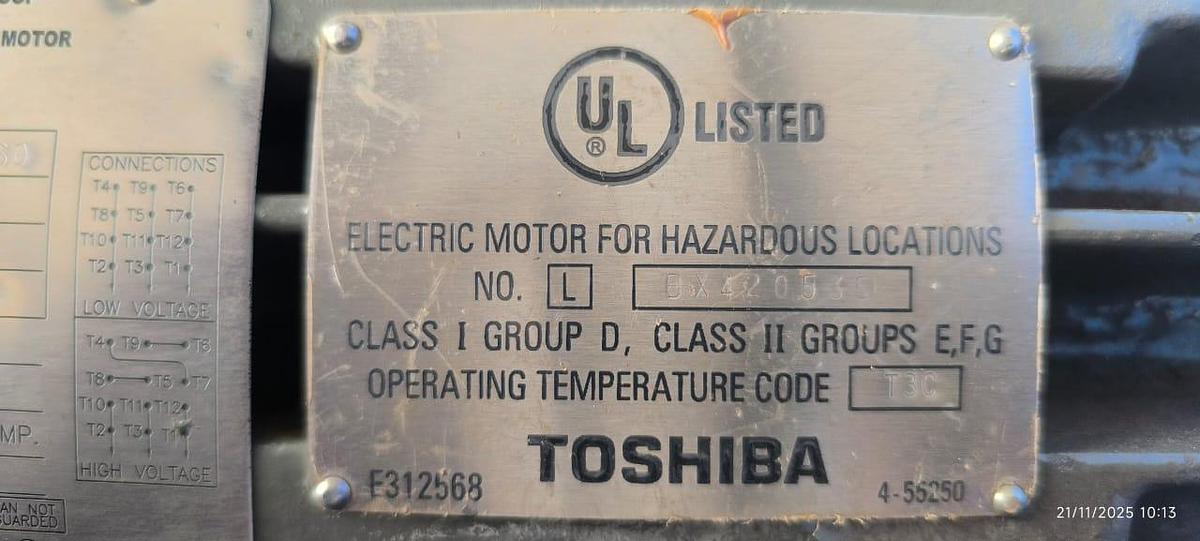 MOTOR
CONNECTIONS
T4 T9 T6
T8 T5 T7
T10 T11 T12
T2 T3 T1
LOW VOLTAGE
T4 T9 T6
T8 T5 T7
T10 T11 T12
T2 T3 T1
HIGH VOLTAGE
MP.
AN NOT
UARDED
UL
®
LISTED
ELECTRIC MOTOR FOR HAZARDOUS LOCATIONS
NO. L
CLASS I GROUP D, CLASS II GROUPS E,F,G
OPERATING TEMPERATURE CODE T3C
TOSHIBA
E312568
4-55250
21/11/2025 10:13